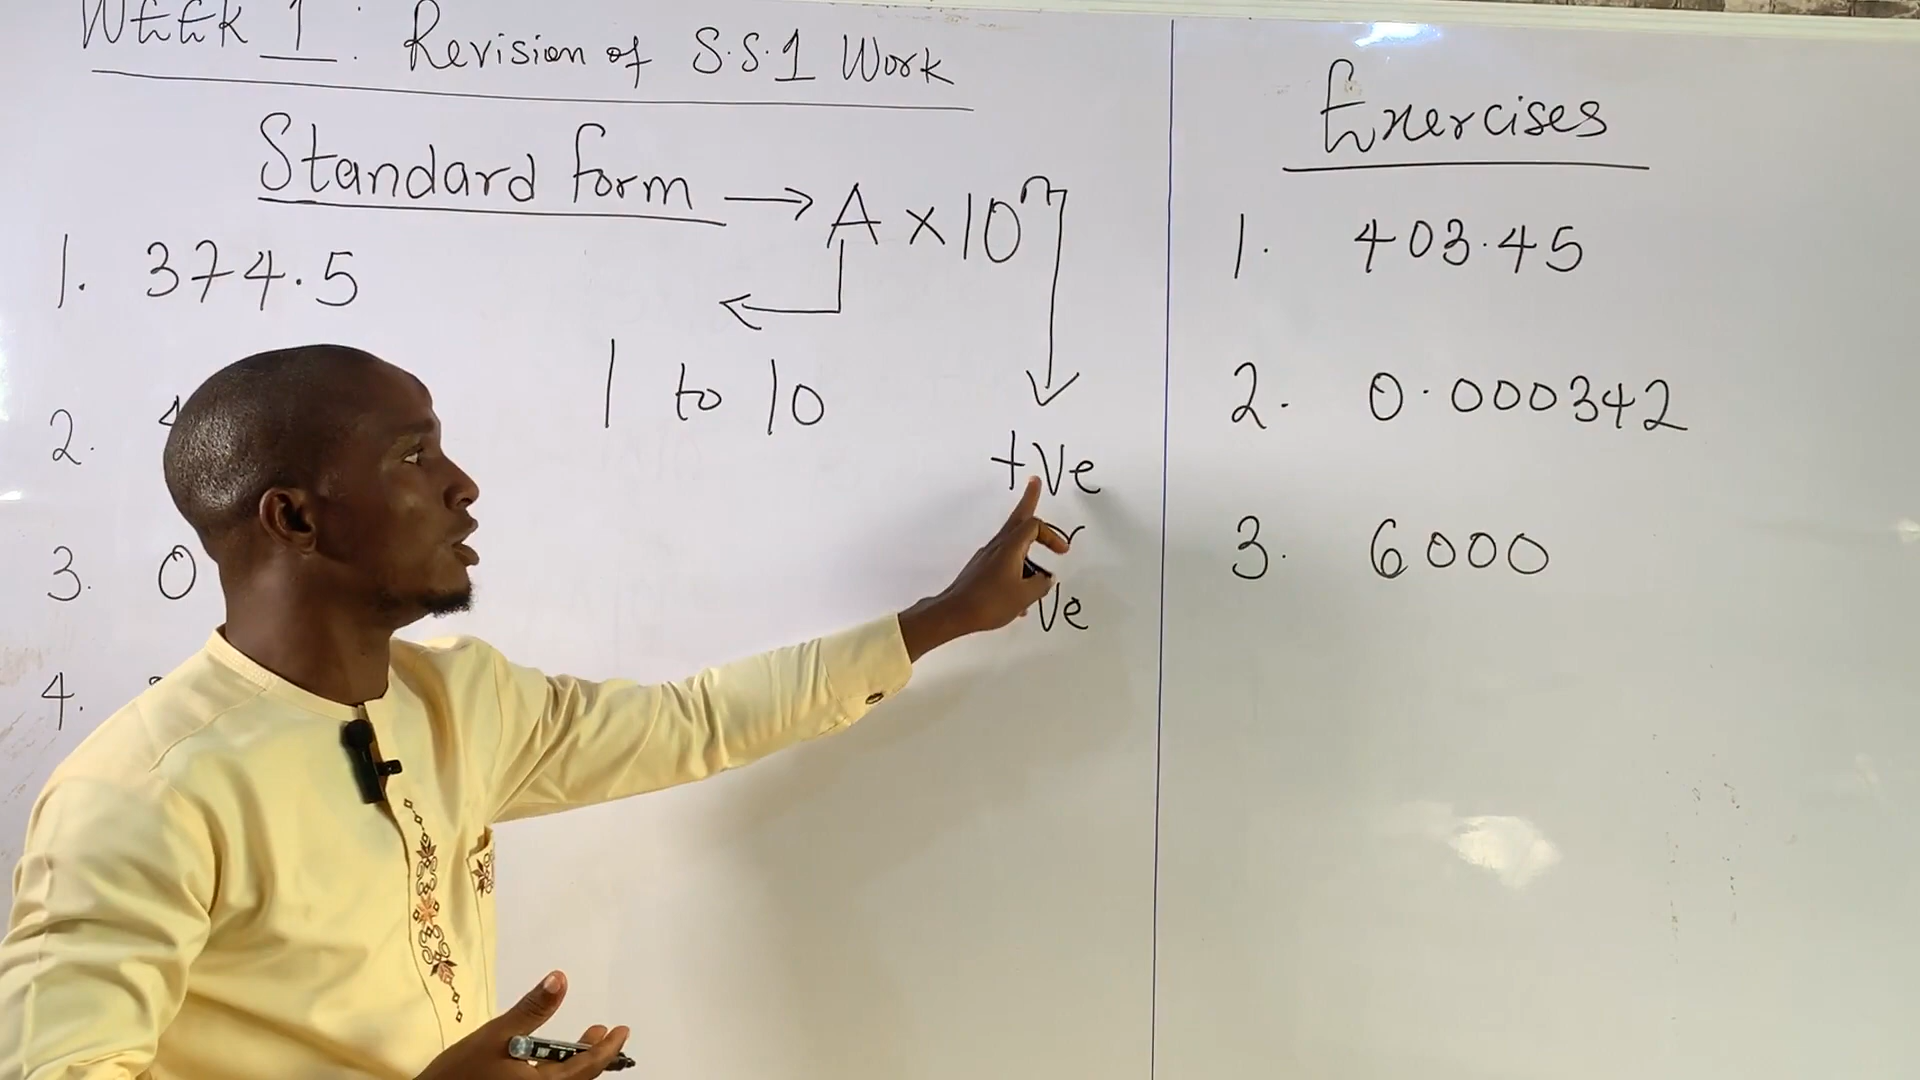 Week 1: Revision of S.S.1 Work
Standard form → A × 10ⁿ
1. 374.5
1 to 10
2.
+ve
or
ve
3. 0
4.
Exercises
1. 403.45
2. 0.000342
3. 6000